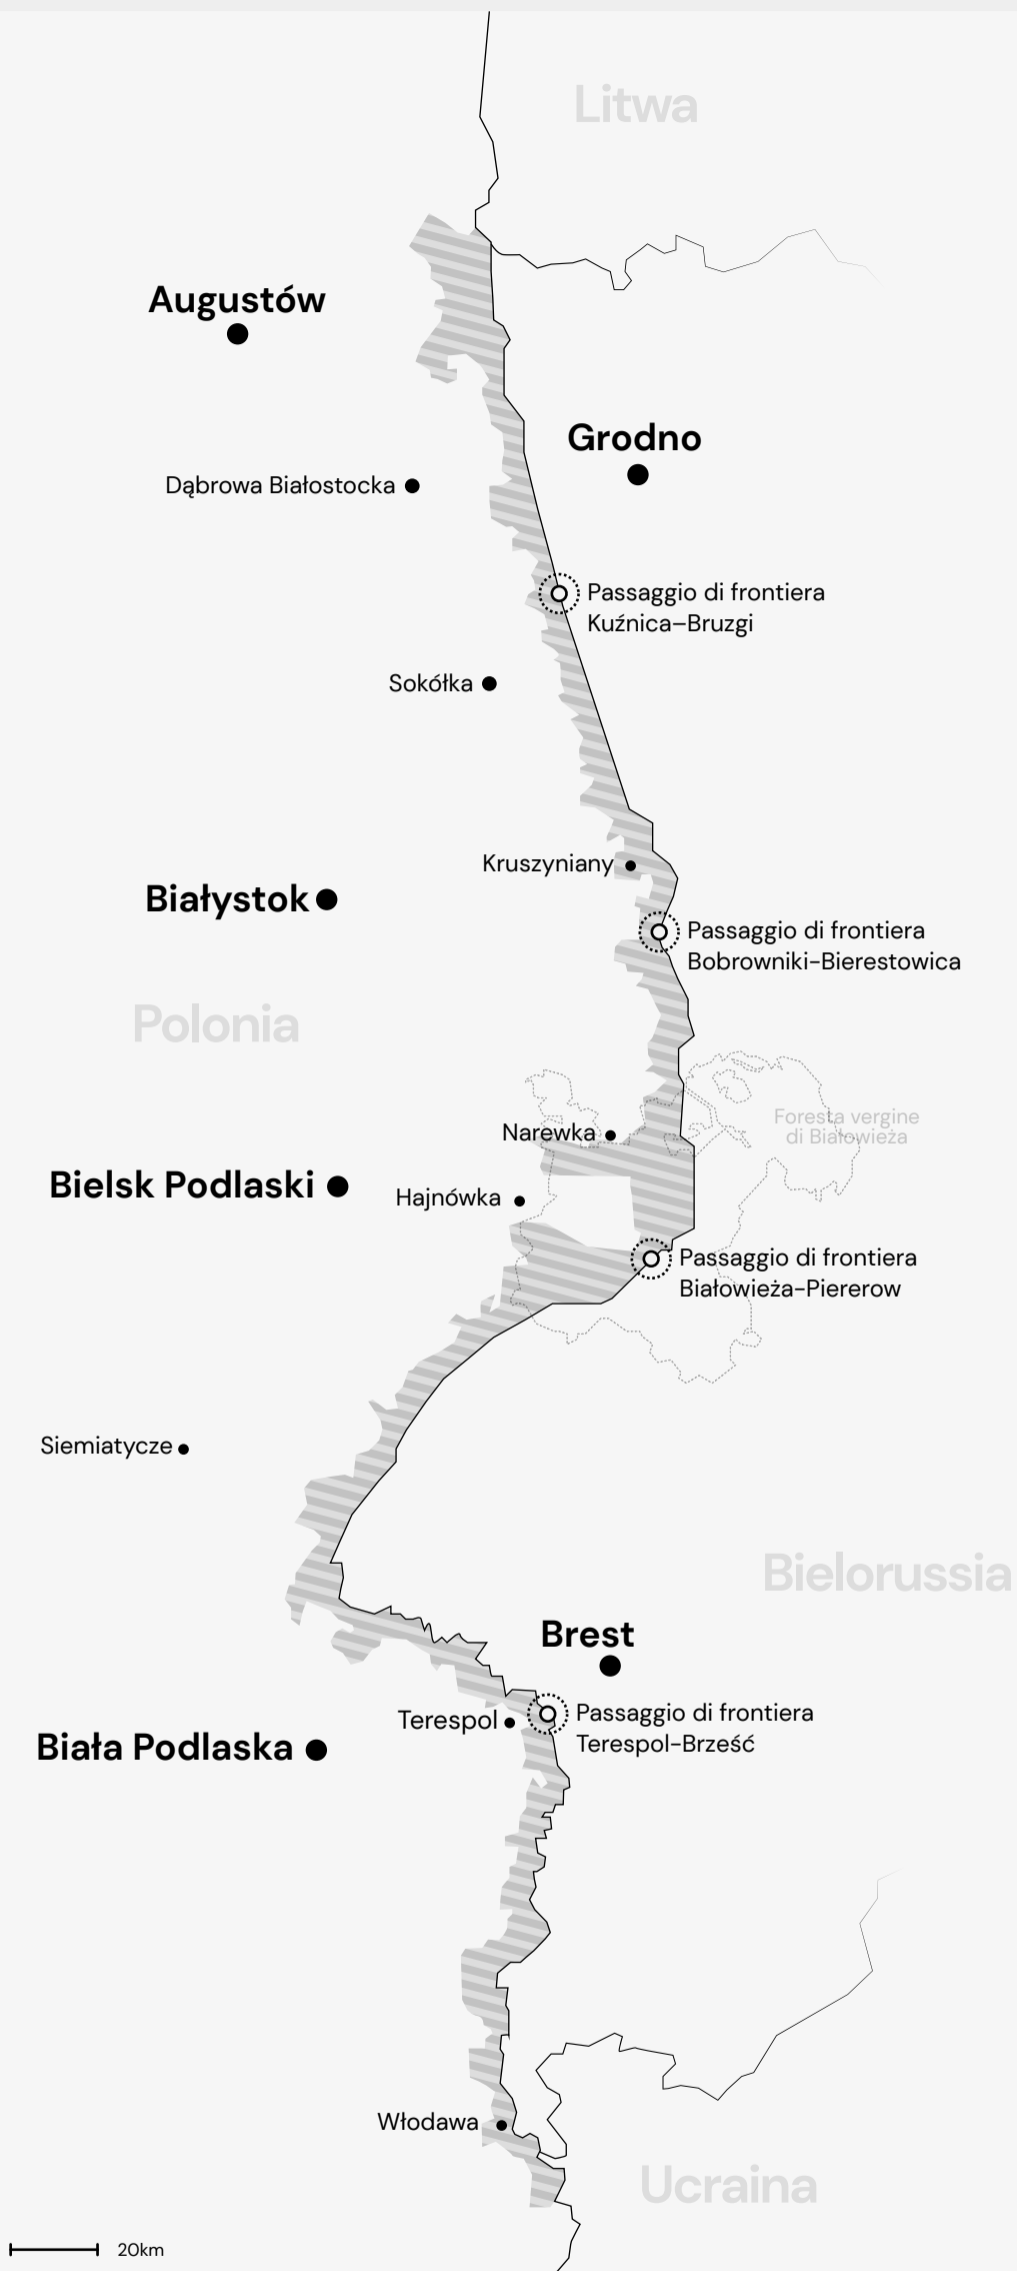 Litwa
Augustów
Grodno
Dąbrowa Białostocka
Passaggio di frontiera
Kuźnica–Bruzgi
Sokółka
Kruszyniany
Białystok
Passaggio di frontiera
Bobrowniki-Bierestowica
Polonia
Foresta vergine
di Białowieża
Narewka
Bielsk Podlaski
Hajnówka
Passaggio di frontiera
Białowieża-Piererow
Siemiatycze
Bielorussia
Brest
Passaggio di frontiera
Terespol-Brześć
Terespol
Biała Podlaska
Włodawa
Ucraina
20km